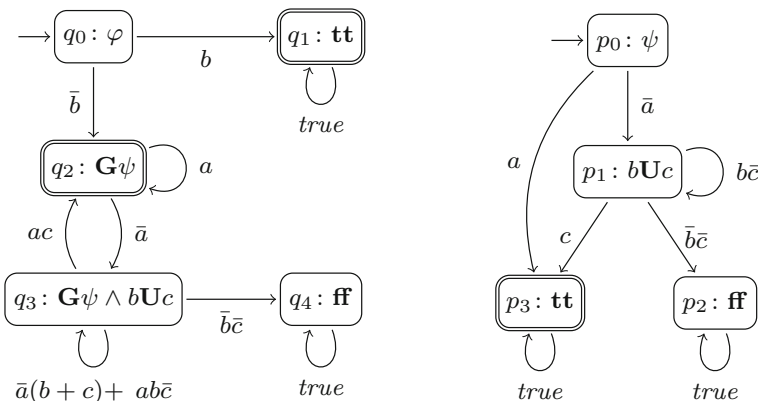 q₀: φ
b
q₁: tt
p₀: ψ
b̄
true
ā
q₂: Gψ
a
a
p₁: bUc
bc̄
ac
ā
c
b̄c̄
q₃: Gψ ∧ bUc
b̄c̄
q₄: ff
p₃: tt
p₂: ff
ā(b + c)+ abc̄
true
true
true